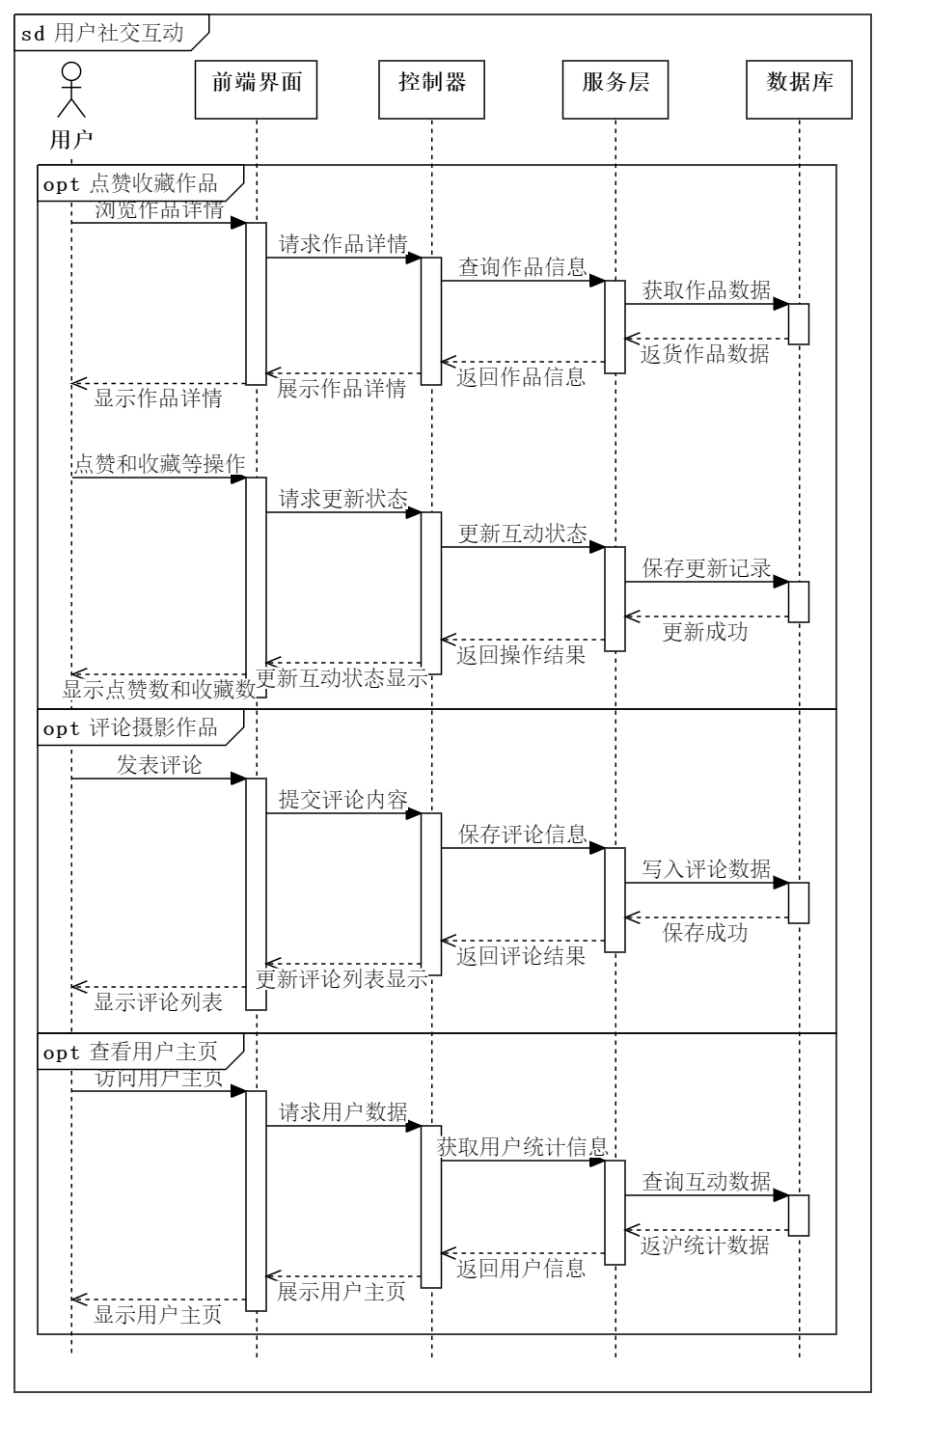 sd 用户社交互动
前端界面
控制器
服务层
数据库
用户
opt 点赞收藏作品
浏览作品详情
请求作品详情
查询作品信息
获取作品数据
返货作品数据
返回作品信息
展示作品详情
显示作品详情
点赞和收藏等操作
请求更新状态
更新互动状态
保存更新记录
更新成功
返回操作结果
更新互动状态显示
显示点赞数和收藏数
opt 评论摄影作品
发表评论
提交评论内容
保存评论信息
写入评论数据
保存成功
返回评论结果
更新评论列表显示
显示评论列表
opt 查看用户主页
访问用户主页
请求用户数据
获取用户统计信息
查询互动数据
返沪统计数据
返回用户信息
展示用户主页
显示用户主页